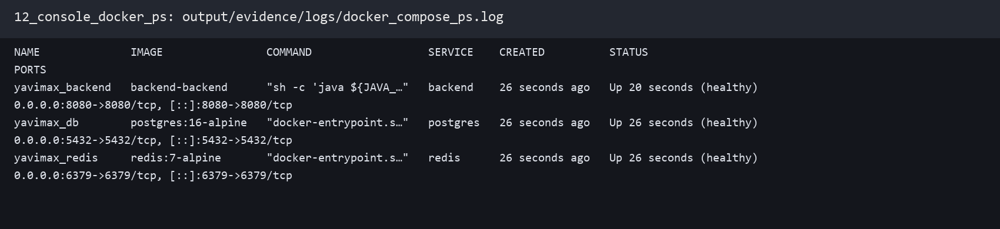 12_console_docker_ps: output/evidence/logs/docker_compose_ps.log
NAME              IMAGE                COMMAND                  SERVICE    CREATED          STATUS
PORTS
yavimax_backend   backend-backend      "sh -c 'java ${JAVA_…"   backend    26 seconds ago   Up 20 seconds (healthy)
0.0.0.0:8080->8080/tcp, [::]:8080->8080/tcp
yavimax_db        postgres:16-alpine   "docker-entrypoint.s…"   postgres   26 seconds ago   Up 26 seconds (healthy)
0.0.0.0:5432->5432/tcp, [::]:5432->5432/tcp
yavimax_redis     redis:7-alpine       "docker-entrypoint.s…"   redis      26 seconds ago   Up 26 seconds (healthy)
0.0.0.0:6379->6379/tcp, [::]:6379->6379/tcp